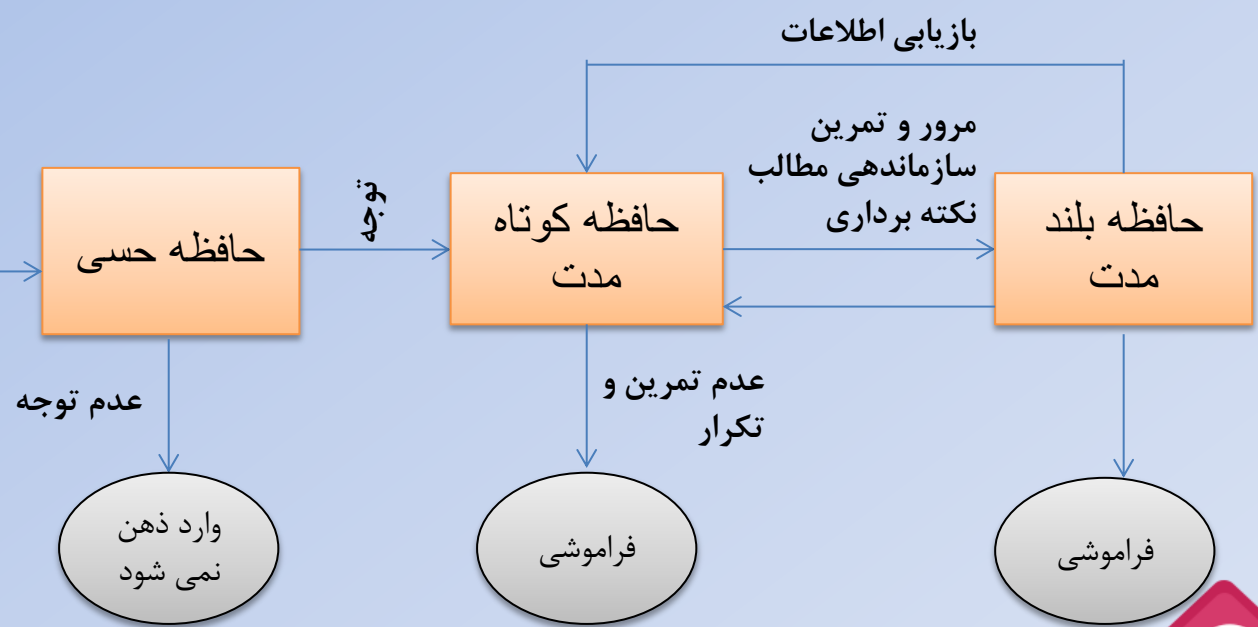 بازیابی اطلاعات
مرور و تمرین
سازماندهی مطالب
نکته برداری
توجه
حافظه حسی
حافظه کوتاه
مدت
حافظه بلند
مدت
عدم توجه
عدم تمرین و
تکرار
وارد ذهن
نمی شود
فراموشی
فراموشی